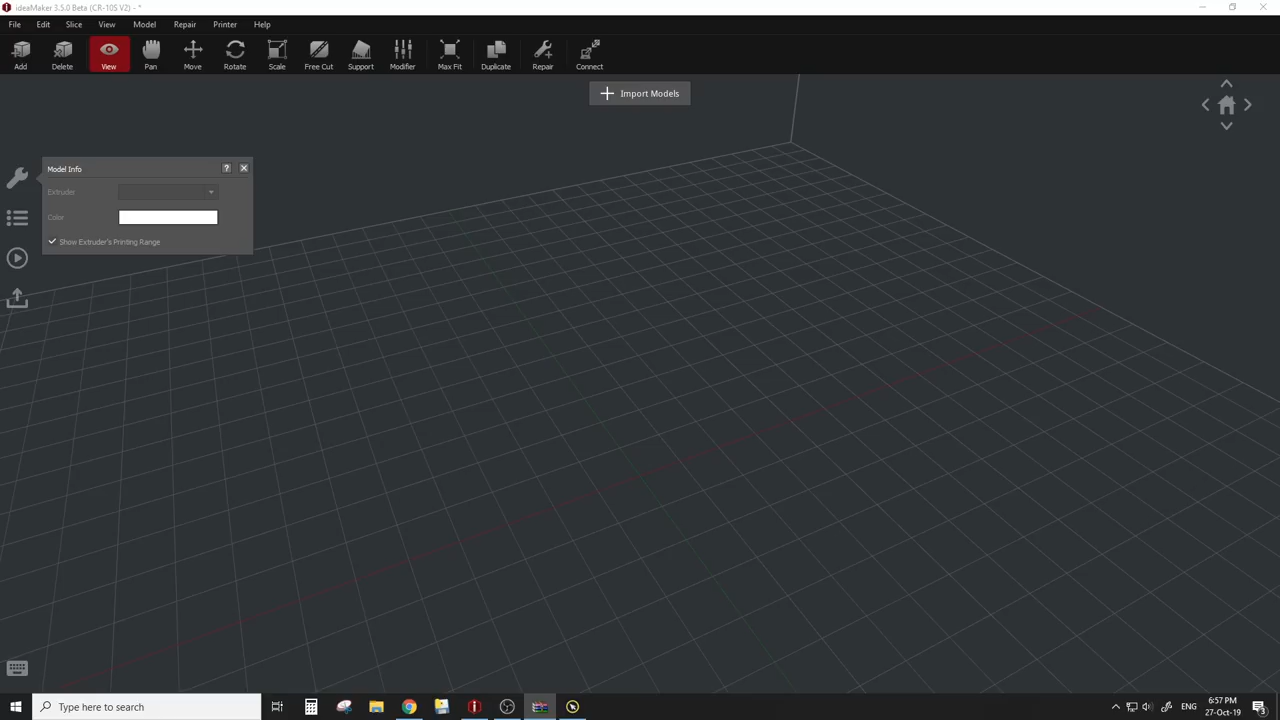 ideaMaker 3.5.0 Beta (CR-10S V2) - *
File Edit Slice View Model Repair Printer Help
Add Delete View Pan Move Rotate Scale Free Cut Support Modifier Max Fit Duplicate Repair Connect
Import Models
Model Info ?
Extruder
Color
Show Extruder's Printing Range
Type here to search
ENG
6:57 PM
27-Oct-19
3